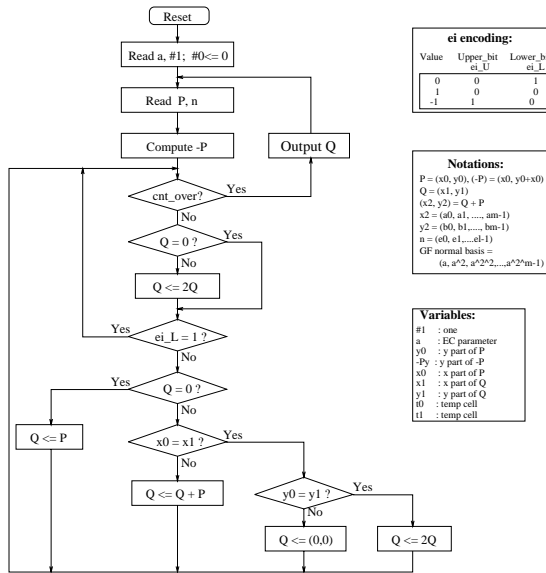 Reset
Read a, #1; #0<= 0
Read P, n
Compute -P
Output Q
cnt_over?
Yes
No
Q = 0 ?
Yes
No
Q <= 2Q
ei_L = 1 ?
Yes
No
Q = 0 ?
Yes
No
Q <= P
x0 = x1 ?
Yes
No
Q <= Q + P
y0 = y1 ?
Yes
No
Q <= (0,0)
Q <= 2Q
ei encoding:
Value Upper_bit Lower_b
ei_U ei_L
0 0 1
1 0 0
-1 1 0
Notations:
P = (x0, y0), (-P) = (x0, y0+x0)
Q = (x1, y1)
(x2, y2) = Q + P
x2 = (a0, a1, ...., am-1)
y2 = (b0, b1,...., bm-1)
n = (e0, e1,....el-1)
GF normal basis =
(a, a^2, a^2^2,...,a^2^m-1)
Variables:
#1 : one
a : EC parameter
y0 : y part of P
-Py : y part of -P
x0 : x part of P
x1 : x part of Q
y1 : y part of Q
t0 : temp cell
t1 : temp cell